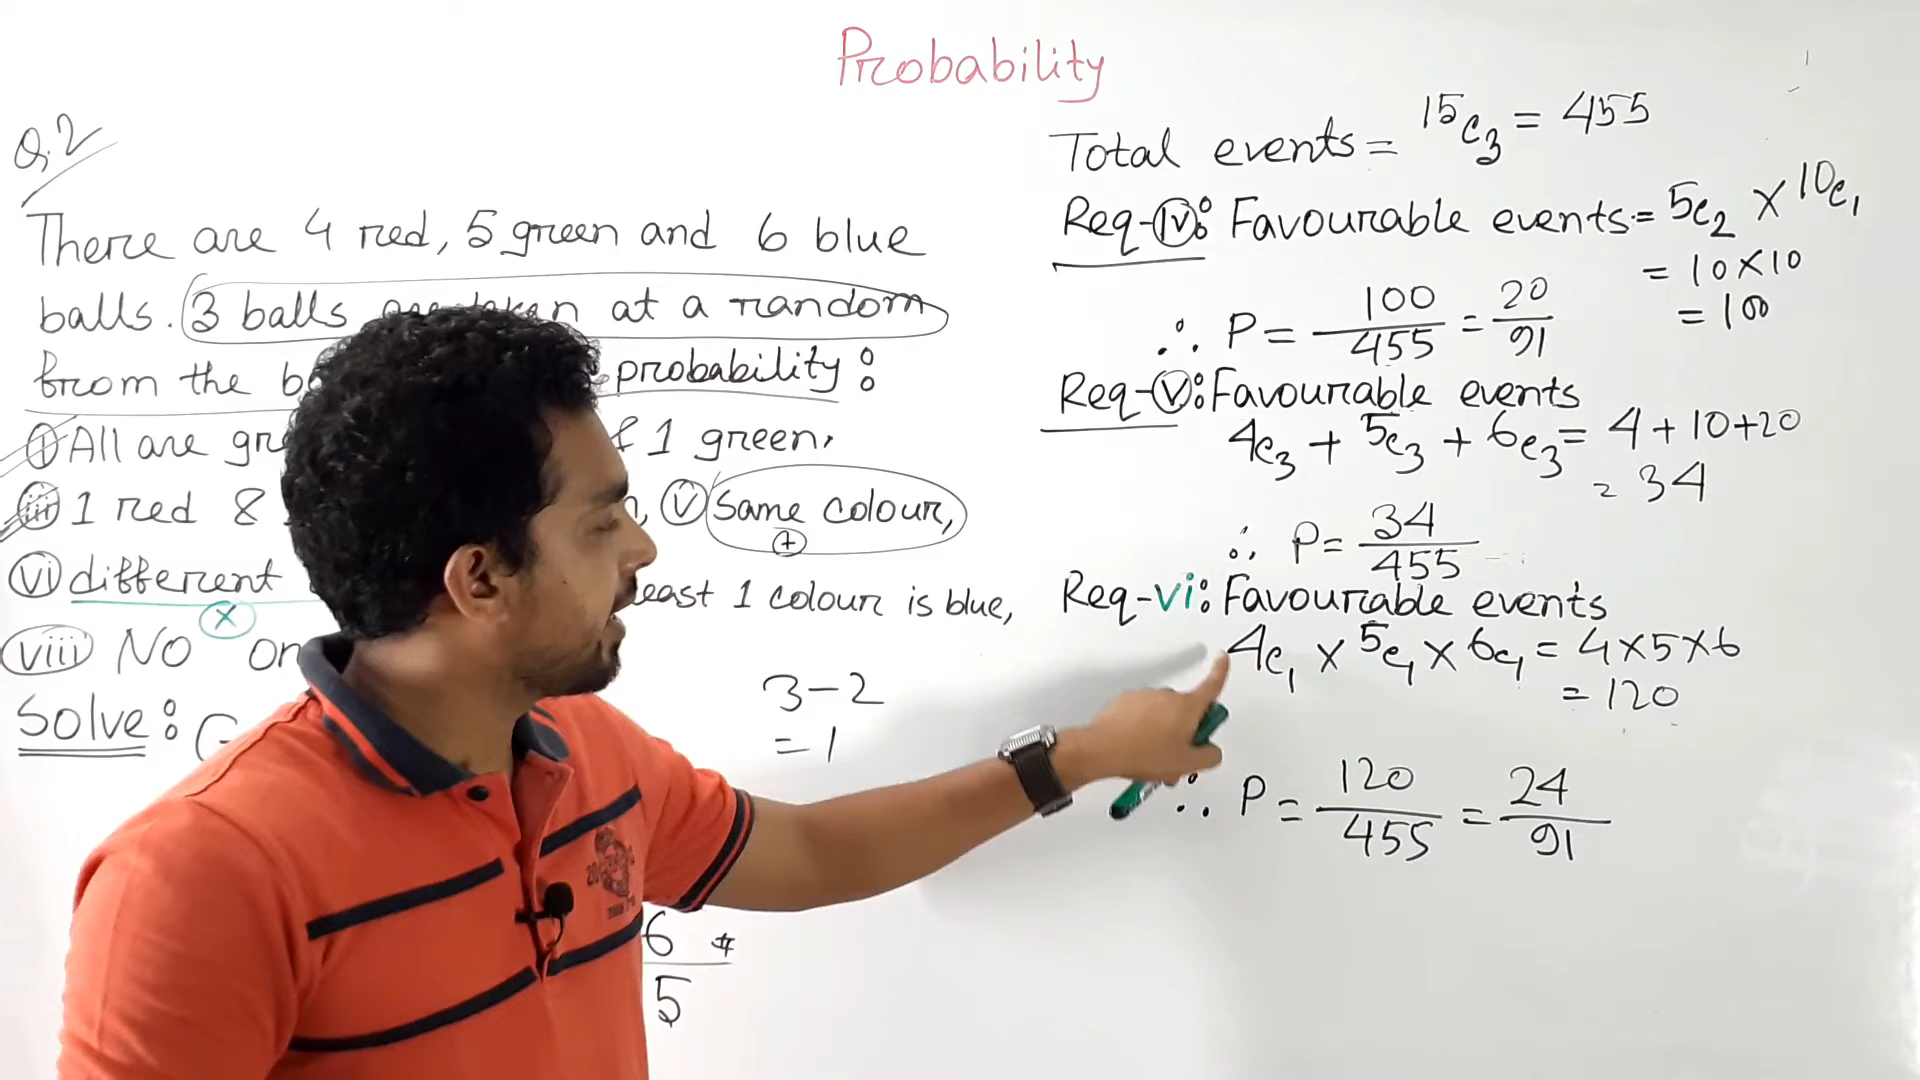 Probability
Q.2
There are 4 red, 5 green and 6 blue
balls. 3 balls are taken at a random
from the probability:
(i) All are 1 green,
(iii) 1 red & (v) same colour,
(+)
(vi) different 1 colour is blue,
(x)
(viii) No
Solve:
3-2
=1
6
5
Total events = 15c3 = 455
Req-(iv): Favourable events = 5c2 × 10c1
= 10×10
= 100
∴ P = 100/455 = 20/91
Req-(v): Favourable events
4c3 + 5c3 + 6c3 = 4+10+20
= 34
∴ P = 34/455
Req-vi: Favourable events
4c1 × 5c1 × 6c1 = 4×5×6
= 120
∴ P = 120/455 = 24/91